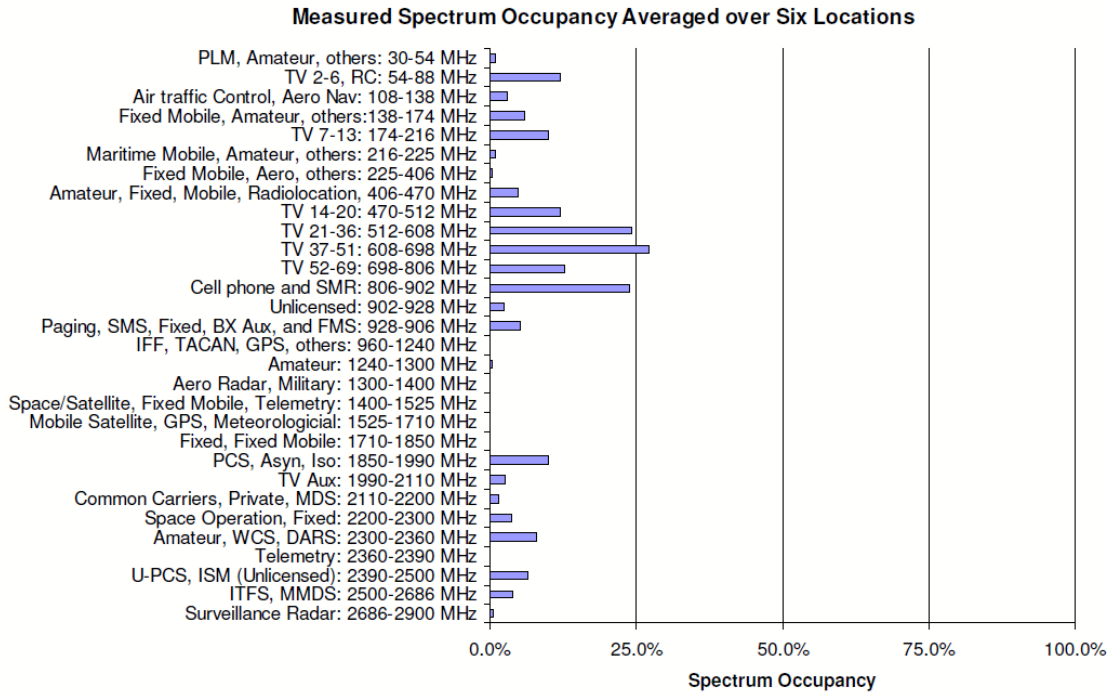 Measured Spectrum Occupancy Averaged over Six Locations
PLM, Amateur, others: 30-54 MHz
TV 2-6, RC: 54-88 MHz
Air traffic Control, Aero Nav: 108-138 MHz
Fixed Mobile, Amateur, others:138-174 MHz
TV 7-13: 174-216 MHz
Maritime Mobile, Amateur, others: 216-225 MHz
Fixed Mobile, Aero, others: 225-406 MHz
Amateur, Fixed, Mobile, Radiolocation, 406-470 MHz
TV 14-20: 470-512 MHz
TV 21-36: 512-608 MHz
TV 37-51: 608-698 MHz
TV 52-69: 698-806 MHz
Cell phone and SMR: 806-902 MHz
Unlicensed: 902-928 MHz
Paging, SMS, Fixed, BX Aux, and FMS: 928-906 MHz
IFF, TACAN, GPS, others: 960-1240 MHz
Amateur: 1240-1300 MHz
Aero Radar, Military: 1300-1400 MHz
Space/Satellite, Fixed Mobile, Telemetry: 1400-1525 MHz
Mobile Satellite, GPS, Meteorologicial: 1525-1710 MHz
Fixed, Fixed Mobile: 1710-1850 MHz
PCS, Asyn, Iso: 1850-1990 MHz
TV Aux: 1990-2110 MHz
Common Carriers, Private, MDS: 2110-2200 MHz
Space Operation, Fixed: 2200-2300 MHz
Amateur, WCS, DARS: 2300-2360 MHz
Telemetry: 2360-2390 MHz
U-PCS, ISM (Unlicensed): 2390-2500 MHz
ITFS, MMDS: 2500-2686 MHz
Surveillance Radar: 2686-2900 MHz
0.0% 25.0% 50.0% 75.0% 100.0%
Spectrum Occupancy